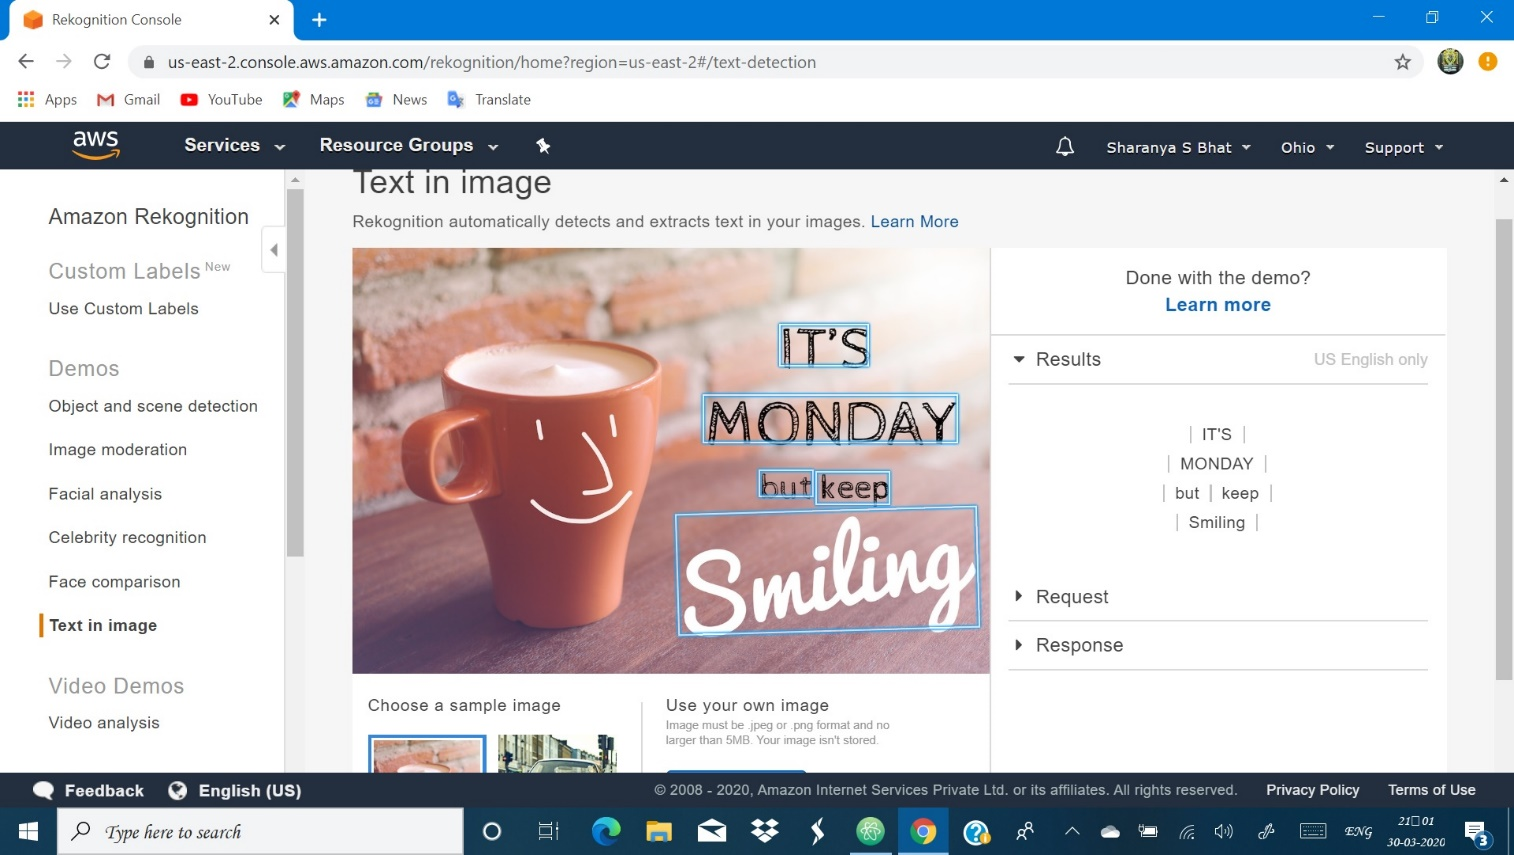 Rekognition Console
us-east-2.console.aws.amazon.com/rekognition/home?region=us-east-2#/text-detection
Apps Gmail YouTube Maps News Translate
aws Services Resource Groups Sharanya S Bhat Ohio Support
Amazon Rekognition
Custom Labels New
Use Custom Labels
Demos
Object and scene detection
Image moderation
Facial analysis
Celebrity recognition
Face comparison
Text in image
Video Demos
Video analysis
Text in image
Rekognition automatically detects and extracts text in your images. Learn More
IT'S
MONDAY
but keep
Smiling
Choose a sample image
Use your own image
Image must be .jpeg or .png format and no
larger than 5MB. Your image isn't stored.
Done with the demo?
Learn more
Results US English only
| IT'S |
| MONDAY |
| but | keep |
| Smiling |
Request
Response
Feedback English (US) © 2008 - 2020, Amazon Internet Services Private Ltd. or its affiliates. All rights reserved. Privacy Policy Terms of Use
Type here to search
ENG
21□01
30-03-2020
3